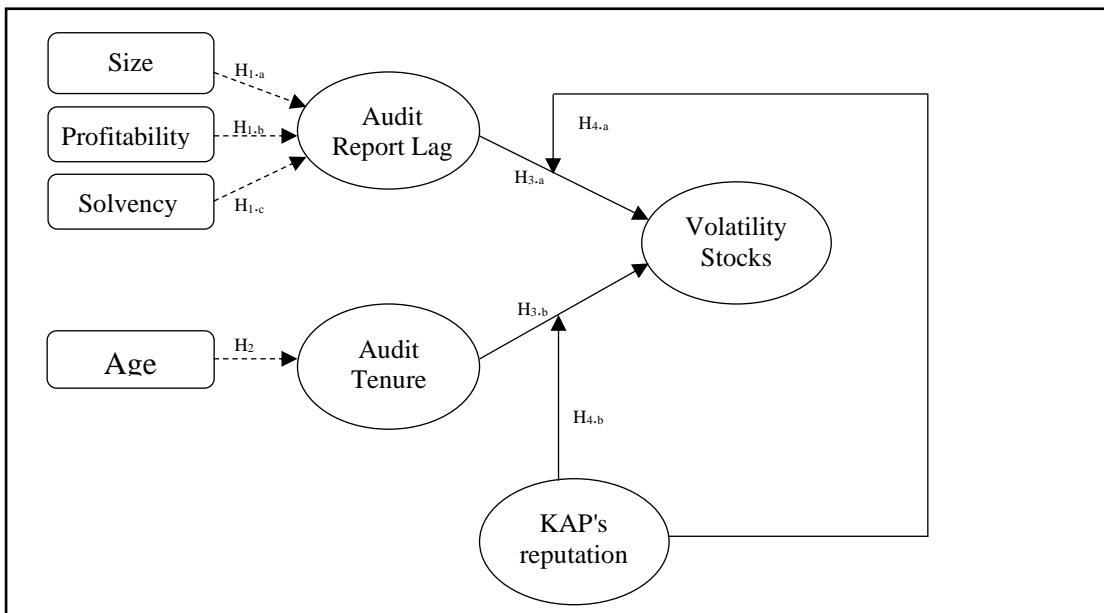 Size
H1.a
Profitability
H1.b
Solvency
H1.c
Audit
Report Lag
H4.a
H3.a
Volatility
Stocks
H3.b
Age
H2
Audit
Tenure
H4.b
KAP's
reputation